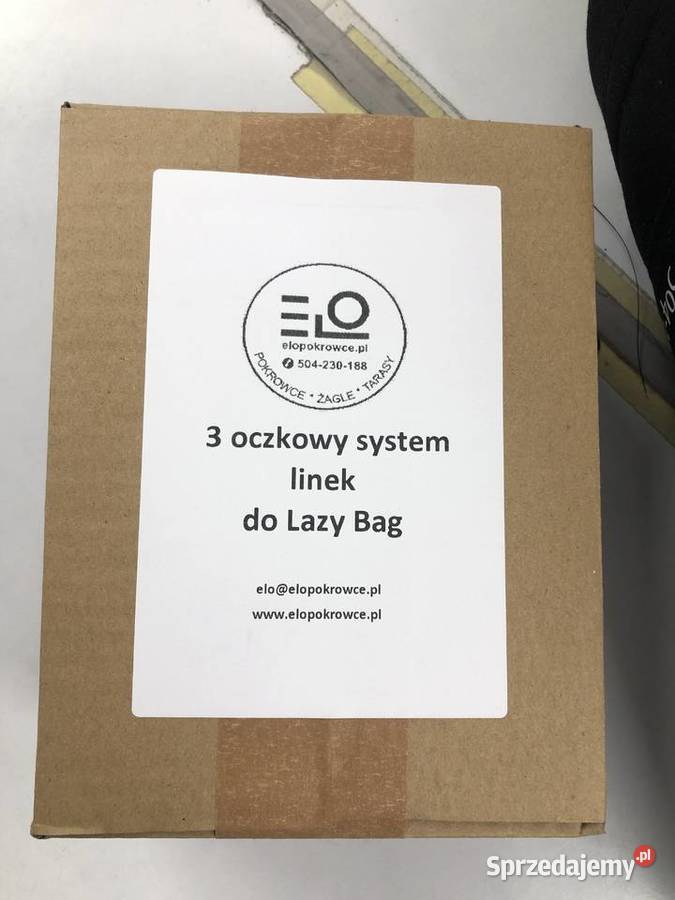 ELO
elopokrowce.pl
504-230-188
POKROWCE • ŻAGLE • TARASY
3 oczkowy system
linek
do Lazy Bag
elo@elopokrowce.pl
www.elopokrowce.pl
Sprzedajemy.pl